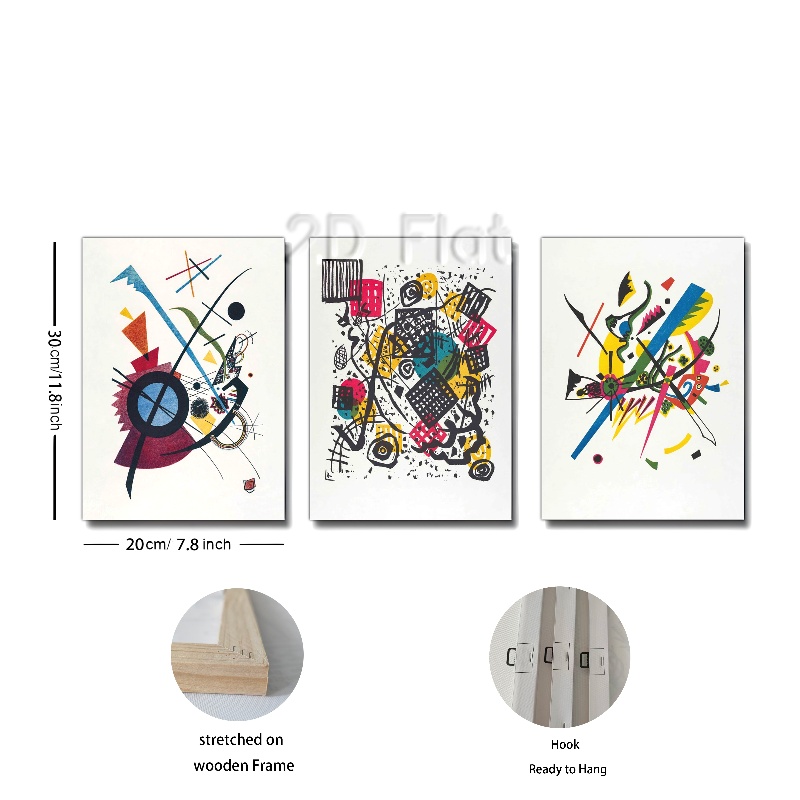 2D Flat
30cm/11.8inch
20cm/ 7.8 inch
stretched on
wooden Frame
Hook
Ready to Hang